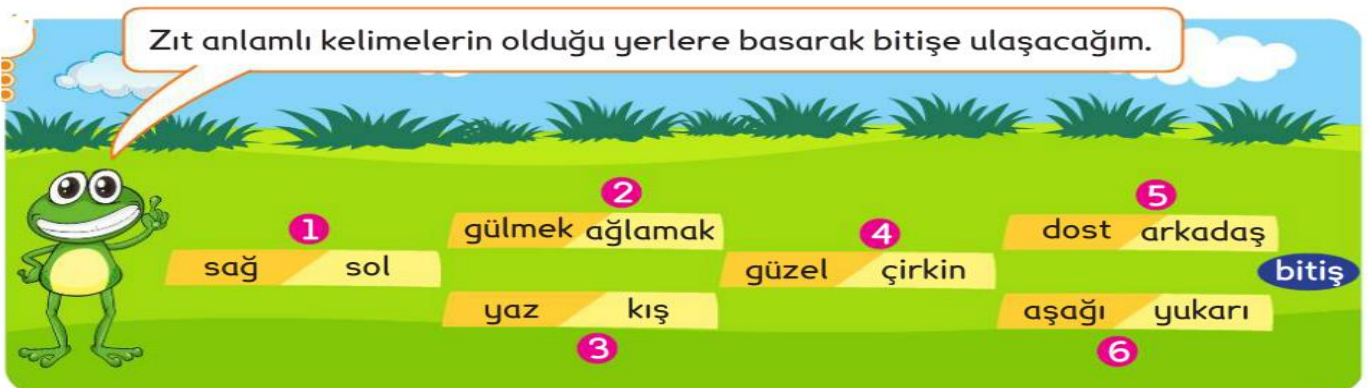 Zıt anlamlı kelimelerin olduğu yerlere basarak bitişe ulaşacağım.
1
sağ sol
2
gülmek ağlamak
yaz kış
3
4
güzel çirkin
5
dost arkadaş
bitiş
aşağı yukarı
6